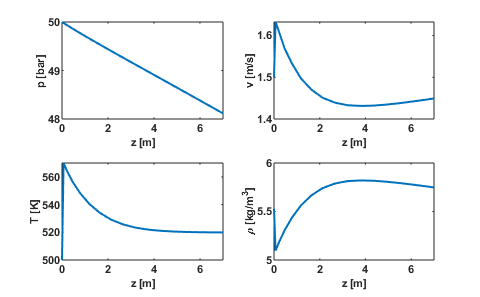 50
49
48
p [bar]
0 2 4 6
z [m]
1.6
1.5
1.4
v [m/s]
0 2 4 6
z [m]
560
540
520
500
T [K]
0 2 4 6
z [m]
6
5.5
5
ρ [kg/m³]
0 2 4 6
z [m]